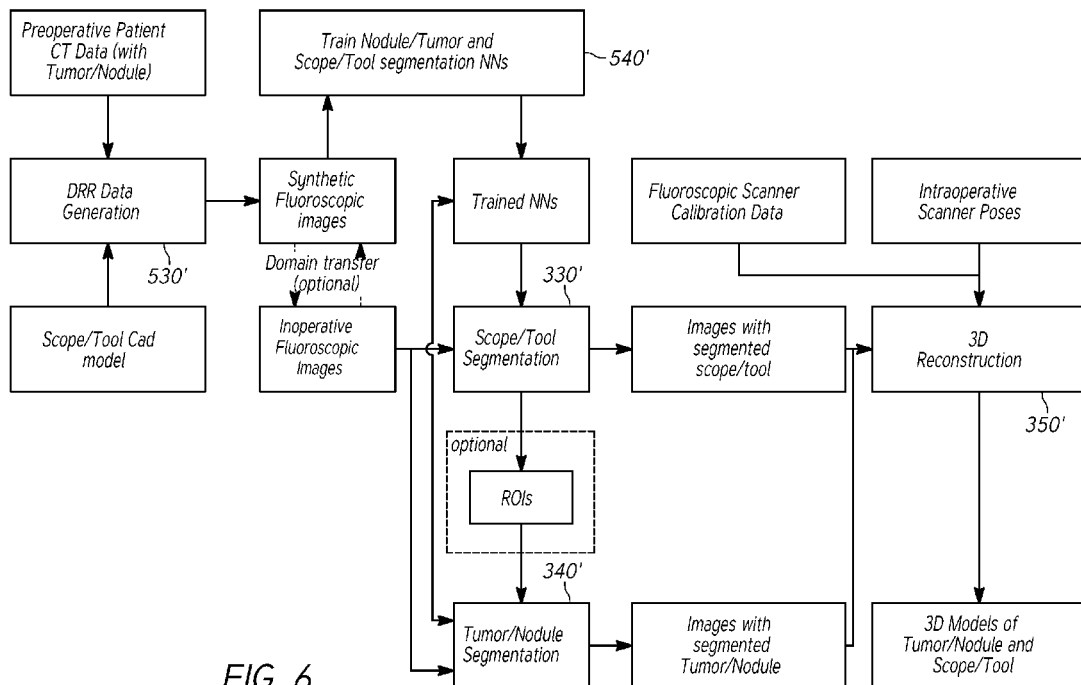 Preoperative Patient
CT Data (with
Tumor/Nodule)
Train Nodule/Tumor and
Scope/Tool segmentation NNs
540'
DRR Data
Generation
530'
Synthetic
Fluoroscopic
images
Trained NNs
Fluoroscopic Scanner
Calibration Data
Intraoperative
Scanner Poses
Domain transfer
(optional)
330'
Scope/Tool Cad
model
Inoperative
Fluoroscopic
Images
Scope/Tool
Segmentation
Images with
segmented
scope/tool
3D
Reconstruction
350'
optional
ROIs
340'
Tumor/Nodule
Segmentation
Images with
segmented
Tumor/Nodule
3D Models of
Tumor/Nodule and
Scope/Tool
FIG. 6